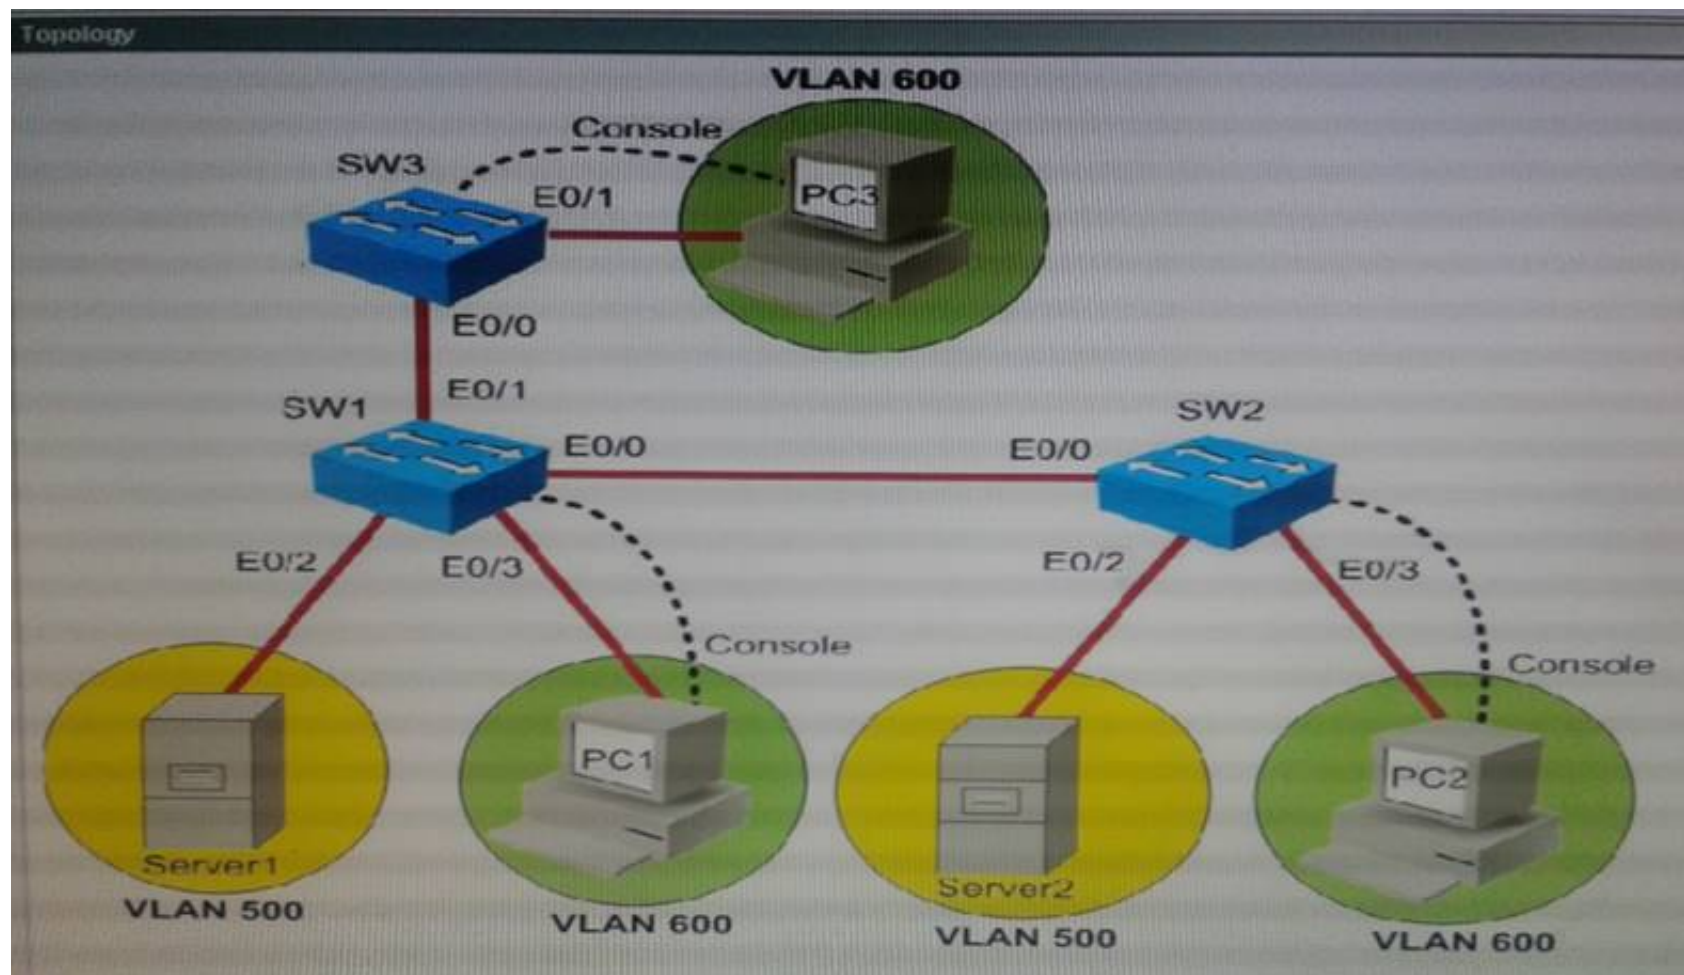 Topology
VLAN 600
Console
SW3
E0/1
PC3
E0/0
E0/1
SW1
SW2
E0/0
E0/0
E0/2
E0/3
E0/2
E0/3
Console
Console
PC1
PC2
Server1
Server2
VLAN 500
VLAN 600
VLAN 500
VLAN 600